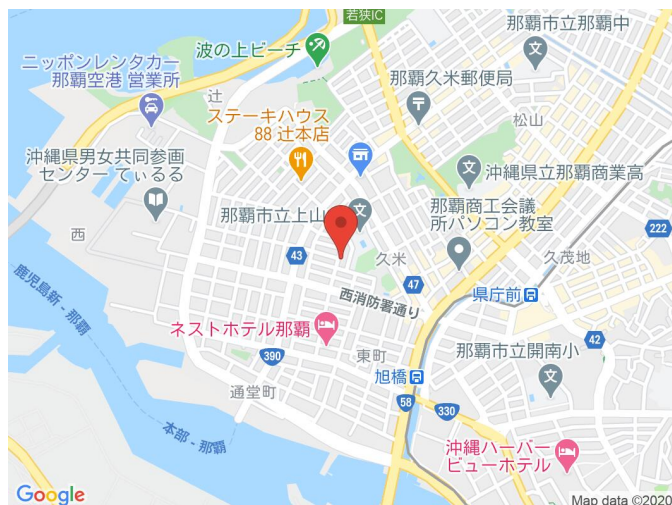 若狭IC
那覇市立那覇中
波の上ビーチ
ニッポンレンタカー
那覇空港 営業所
辻
那覇久米郵便局
ステーキハウス
88 辻本店
松山
沖縄県男女共同参画
センター てぃるる
沖縄県立那覇商業高
那覇市立上山
那覇商工会議
所パソコン教室
222
西
43
久米
久茂地
47
県庁前
鹿児島新 - 那覇
西消防署通り
ネストホテル那覇
42
390
東町
那覇市立開南小
旭橋
通堂町
58
330
本部 - 那覇
沖縄ハーバー
ビューホテル
Google
Map data ©2020